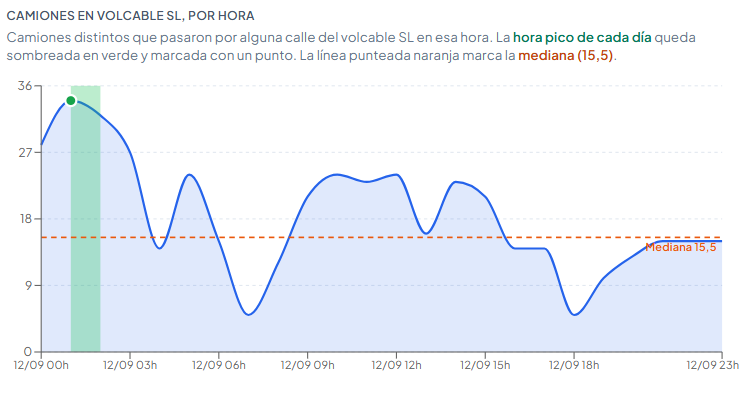 CAMIONES EN VOLCABLE SL, POR HORA
Camiones distintos que pasaron por alguna calle del volcable SL en esa hora. La hora pico de cada día queda
sombreada en verde y marcada con un punto. La línea punteada naranja marca la mediana (15,5).
36
27
18
9
0
Mediana 15,5
12/09 00h
12/09 03h
12/09 06h
12/09 09h
12/09 12h
12/09 15h
12/09 18h
12/09 23h